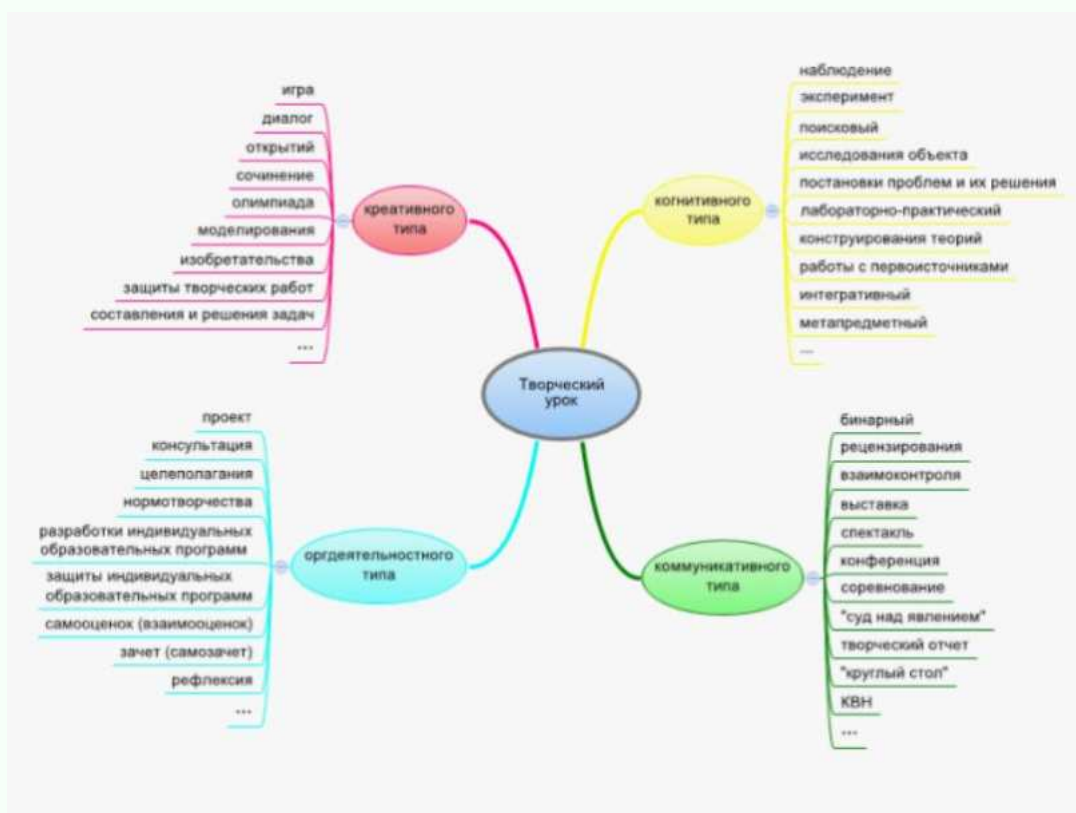 игра
диалог
открытий
сочинение
олимпиада
моделирования
изобретательства
защиты творческих работ
составления и решения задач
...
креативного
типа
наблюдение
эксперимент
поисковый
исследования объекта
постановки проблем и их решения
лабораторно-практический
конструирования теорий
работы с первоисточниками
интегративный
метапредметный
...
когнитивного
типа
Творческий
урок
проект
консультация
целеполагания
нормотворчества
разработки индивидуальных
образовательных программ
защиты индивидуальных
образовательных программ
самооценок (взаимооценок)
зачет (самозачет)
рефлексия
...
оргдеятельностного
типа
бинарный
рецензирования
взаимоконтроля
выставка
спектакль
конференция
соревнование
"суд над явлением"
творческий отчет
"круглый стол"
КВН
...
коммуникативного
типа